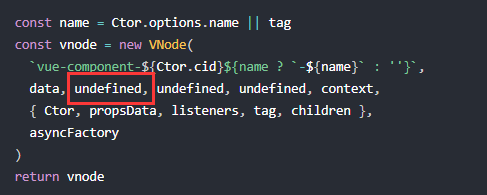 const name = Ctor.options.name || tag
const vnode = new VNode(
`vue-component-${Ctor.cid}${name ? `-${name}` : ''}`,
data, undefined, undefined, undefined, context,
{ Ctor, propsData, listeners, tag, children },
asyncFactory
)
return vnode